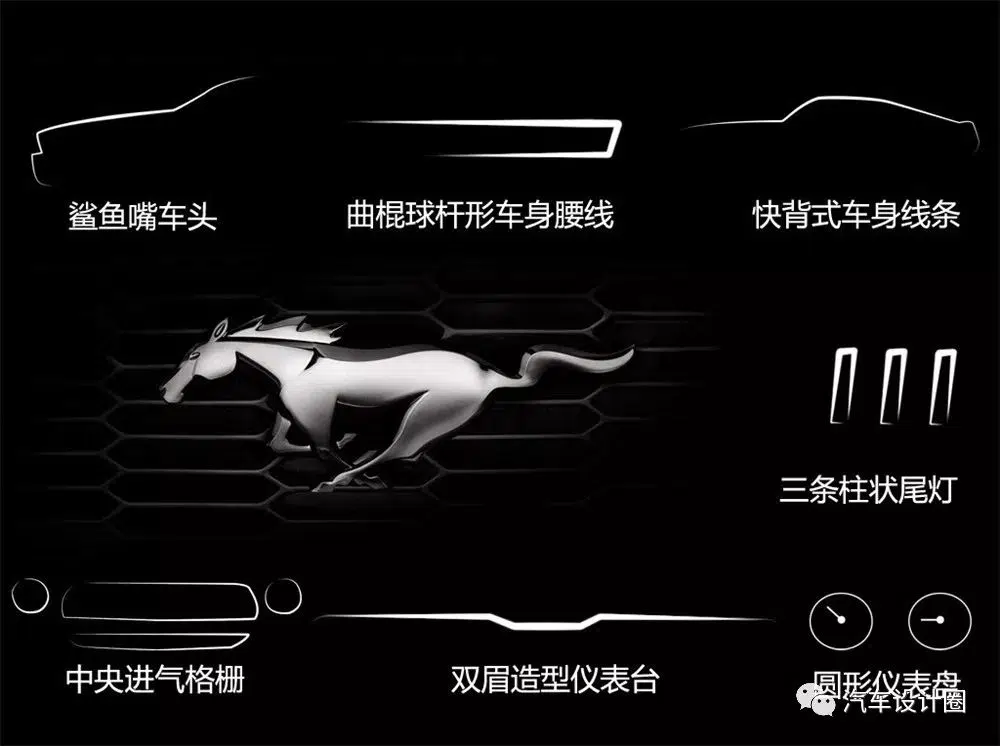 鲨鱼嘴车头
曲棍球杆形车身腰线
快背式车身线条
三条柱状尾灯
中央进气格栅
双眉造型仪表台
圆形仪表盘
汽车设计圈